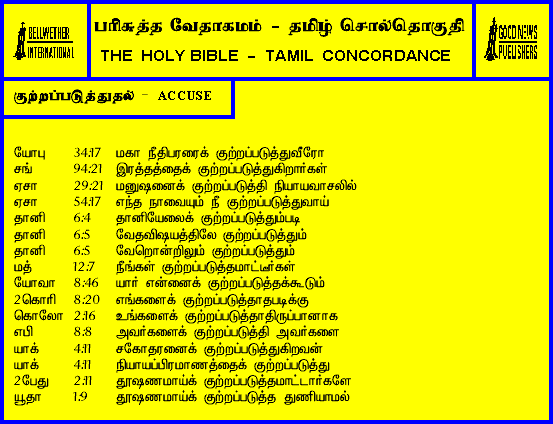 BELLWETHER INTERNATIONAL
பரிசுத்த வேதாகமம் - தமிழ் சொல்தொகுதி
THE HOLY BIBLE - TAMIL CONCORDANCE
GOOD NEWS PUBLISHERS
குற்றப்படுத்துதல் - ACCUSE
யோபு 34:17 மகா நீதிபரரைக் குற்றப்படுத்துவீரோ
சங் 94:21 இரத்தத்தைக் குற்றப்படுத்துகிறார்கள்
ஏசா 29:21 மனுஷனைக் குற்றப்படுத்தி நியாயவாசலில்
ஏசா 54:17 எந்த நாவையும் நீ குற்றப்படுத்துவாய்
தானி 6:4 தானியேலைக் குற்றப்படுத்தும்படி
தானி 6:5 வேதவிஷயத்திலே குற்றப்படுத்தும்
தானி 6:5 வேறொன்றிலும் குற்றப்படுத்தும்
மத் 12:7 நீங்கள் குற்றப்படுத்தமாட்டீர்கள்
யோவா 8:46 யார் என்னைக் குற்றப்படுத்தக்கூடும்
2கொரி 8:20 எங்களைக் குற்றப்படுத்தாதபடிக்கு
கொலோ 2:16 உங்களைக் குற்றப்படுத்தாதிருப்பானாக
எபி 8:8 அவர்களைக் குற்றப்படுத்தி அவர்களை
யாக் 4:11 சகோதரனைக் குற்றப்படுத்துகிறவன்
யாக் 4:11 நியாயப்பிரமாணத்தைக் குற்றப்படுத்து
2பேது 2:11 தூஷணமாய்க் குற்றப்படுத்தமாட்டார்களே
யூதா 1:9 தூஷணமாய்க் குற்றப்படுத்த துணியாமல்